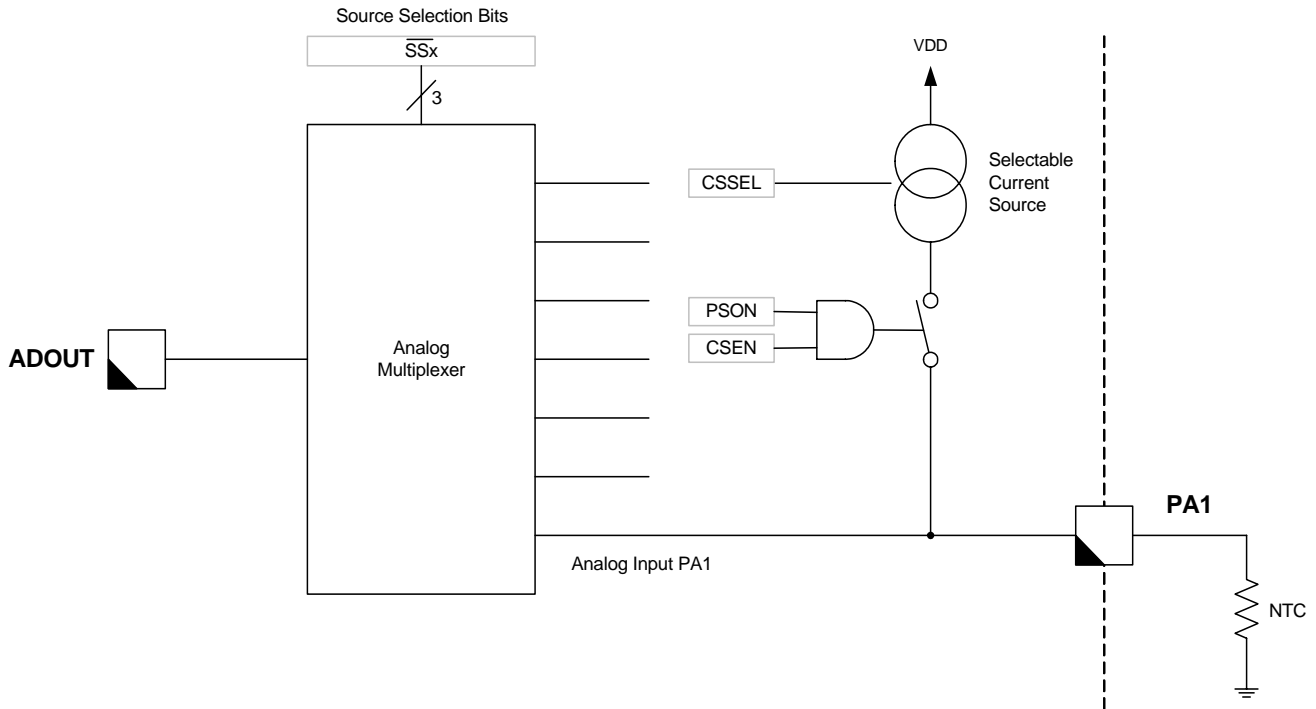 Source Selection Bits
SSx
3
VDD
Selectable
Current
Source
CSSEL
PSON
CSEN
ADOUT
Analog
Multiplexer
PA1
Analog Input PA1
NTC